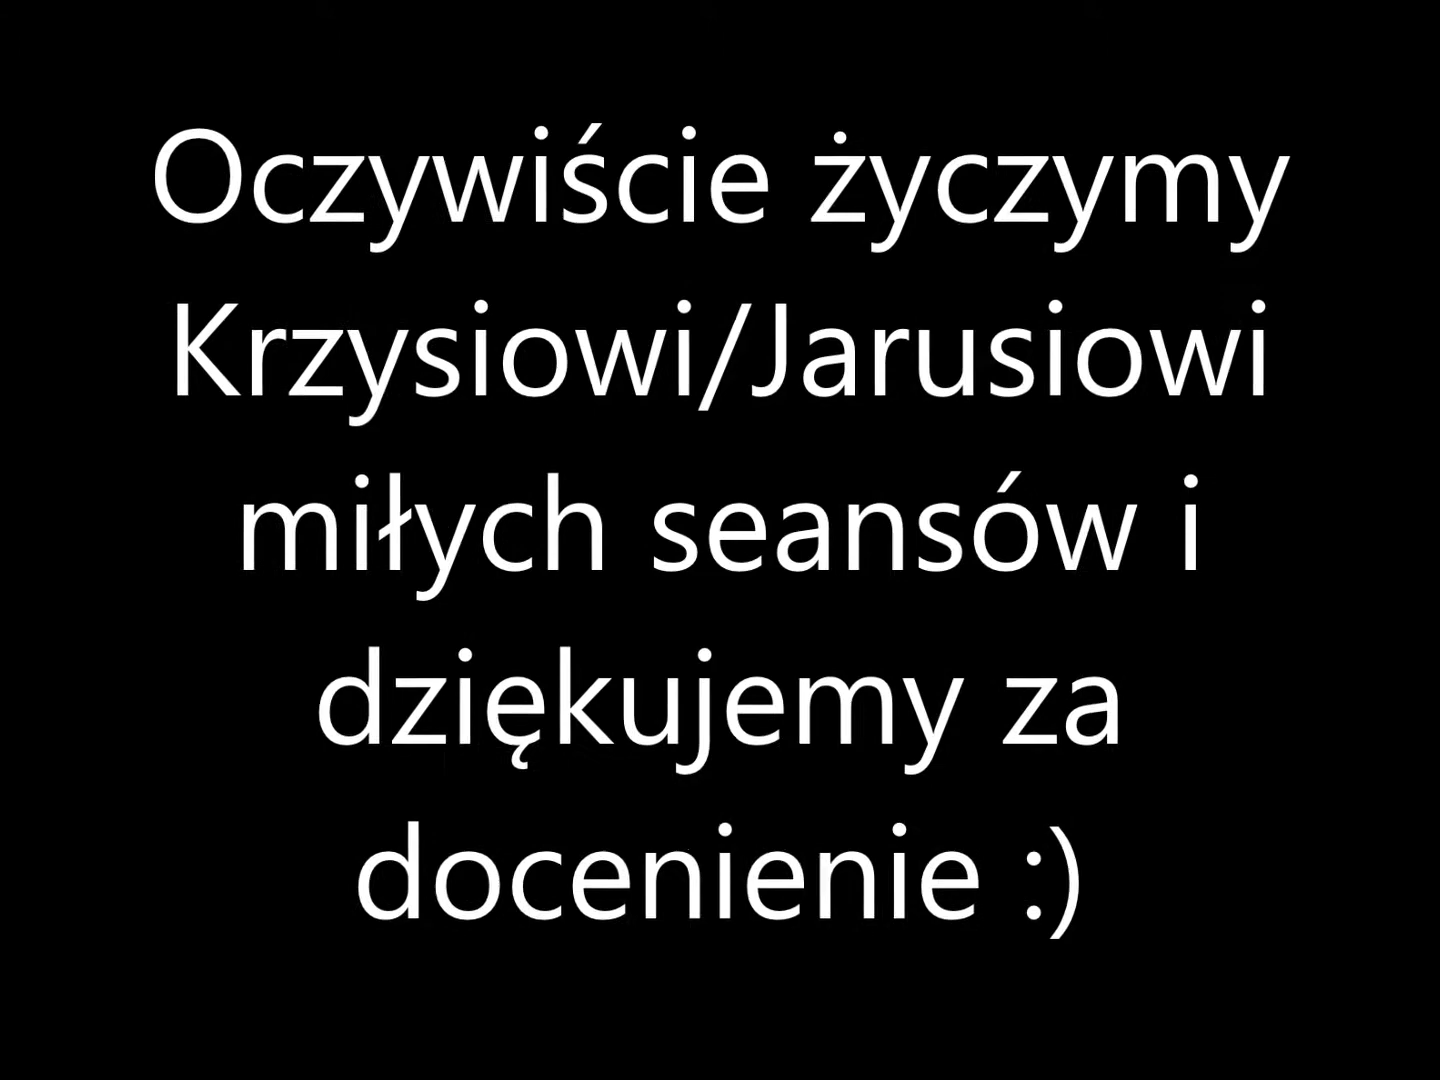 Oczywiście życzymy
Krzysiowi/Jarusiowi
miłych seansów i
dziękujemy za
docenienie :)